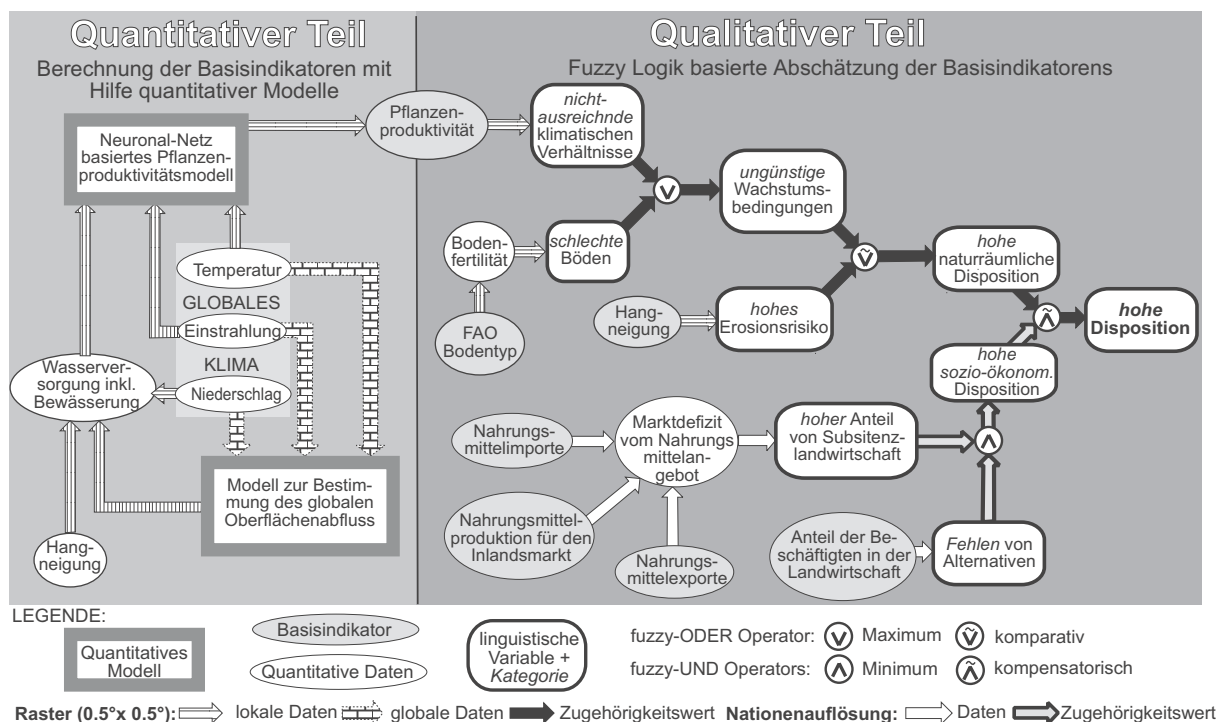 Quantitativer Teil
Berechnung der Basisindikatoren mit
Hilfe quantitativer Modelle
Neuronal-Netz
basiertes Pflanzen-
produktivitätsmodell
Temperatur
GLOBALES
Einstrahlung
KLIMA
Niederschlag
Wasserver-
sorgung inkl.
Bewässerung
Modell zur Bestim-
mung des globalen
Oberflächenabfluss
Hang-
neigung
Qualitativer Teil
Fuzzy Logik basierte Abschätzung der Basisindikatorens
Pflanzen-
produktivität
nicht-
ausreichnde
klimatischen
Verhältnisse
v
ungünstige
Wachstums-
bedingungen
Boden-
fertilität
schlechte
Böden
FAO
Bodentyp
Hang-
neigung
hohes
Erosionsrisiko
ṽ
hohe
naturräumliche
Disposition
ʌ̃
hohe
Disposition
hohe
sozio-ökonom.
Disposition
Nahrungs-
mittelimporte
Marktdefizit
vom Nahrungs
mittelan-
gebot
hoher Anteil
von Subsitenz-
landwirtschaft
ʌ
Nahrungsmittel-
produktion für den
Inlandsmarkt
Nahrungs-
mittelexporte
Anteil der Be-
schäftigten in der
Landwirtschaft
Fehlen von
Alternativen
LEGENDE:
Quantitatives
Modell
Basisindikator
Quantitative Daten
linguistische
Variable +
Kategorie
fuzzy-ODER Operator: v Maximum ṽ komparativ
fuzzy-UND Operators: ʌ Minimum ʌ̃ kompensatorisch
Raster (0.5°x 0.5°): lokale Daten globale Daten Zugehörigkeitswert Nationenauflösung: Daten Zugehörigkeitswert